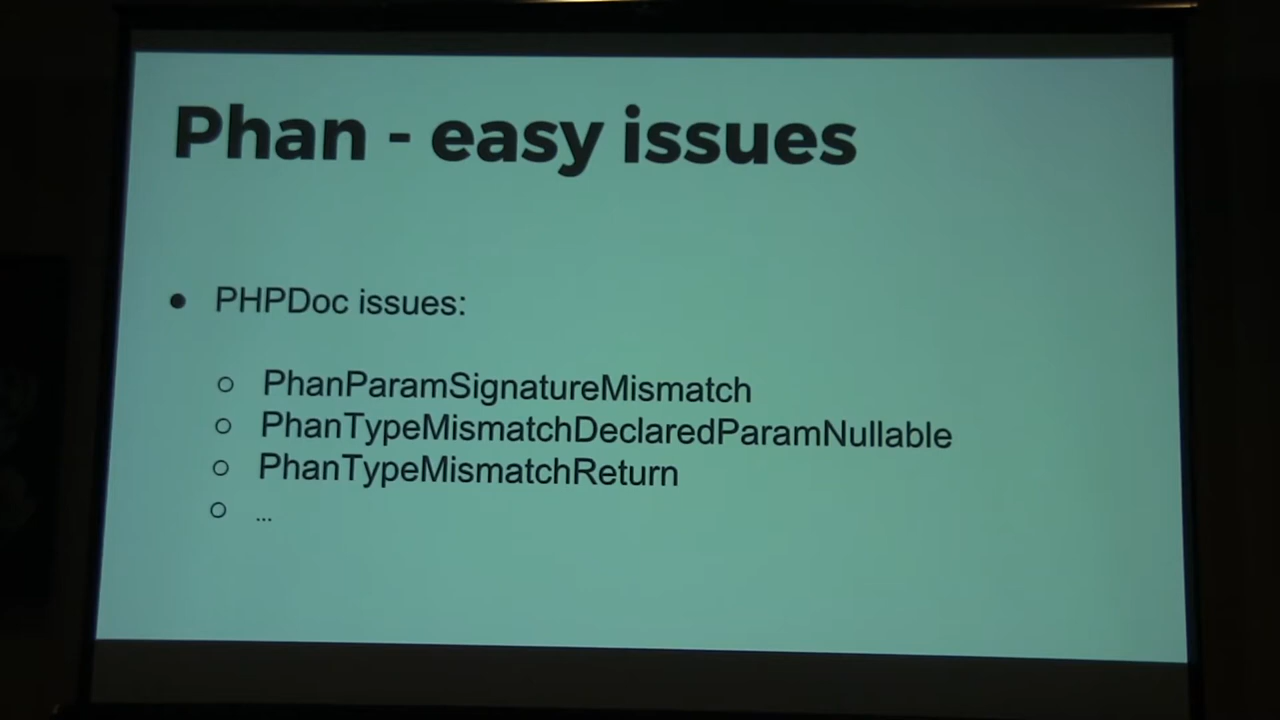 Phan - easy issues
● PHPDoc issues:
○ PhanParamSignatureMismatch
○ PhanTypeMismatchDeclaredParamNullable
○ PhanTypeMismatchReturn
○ ...